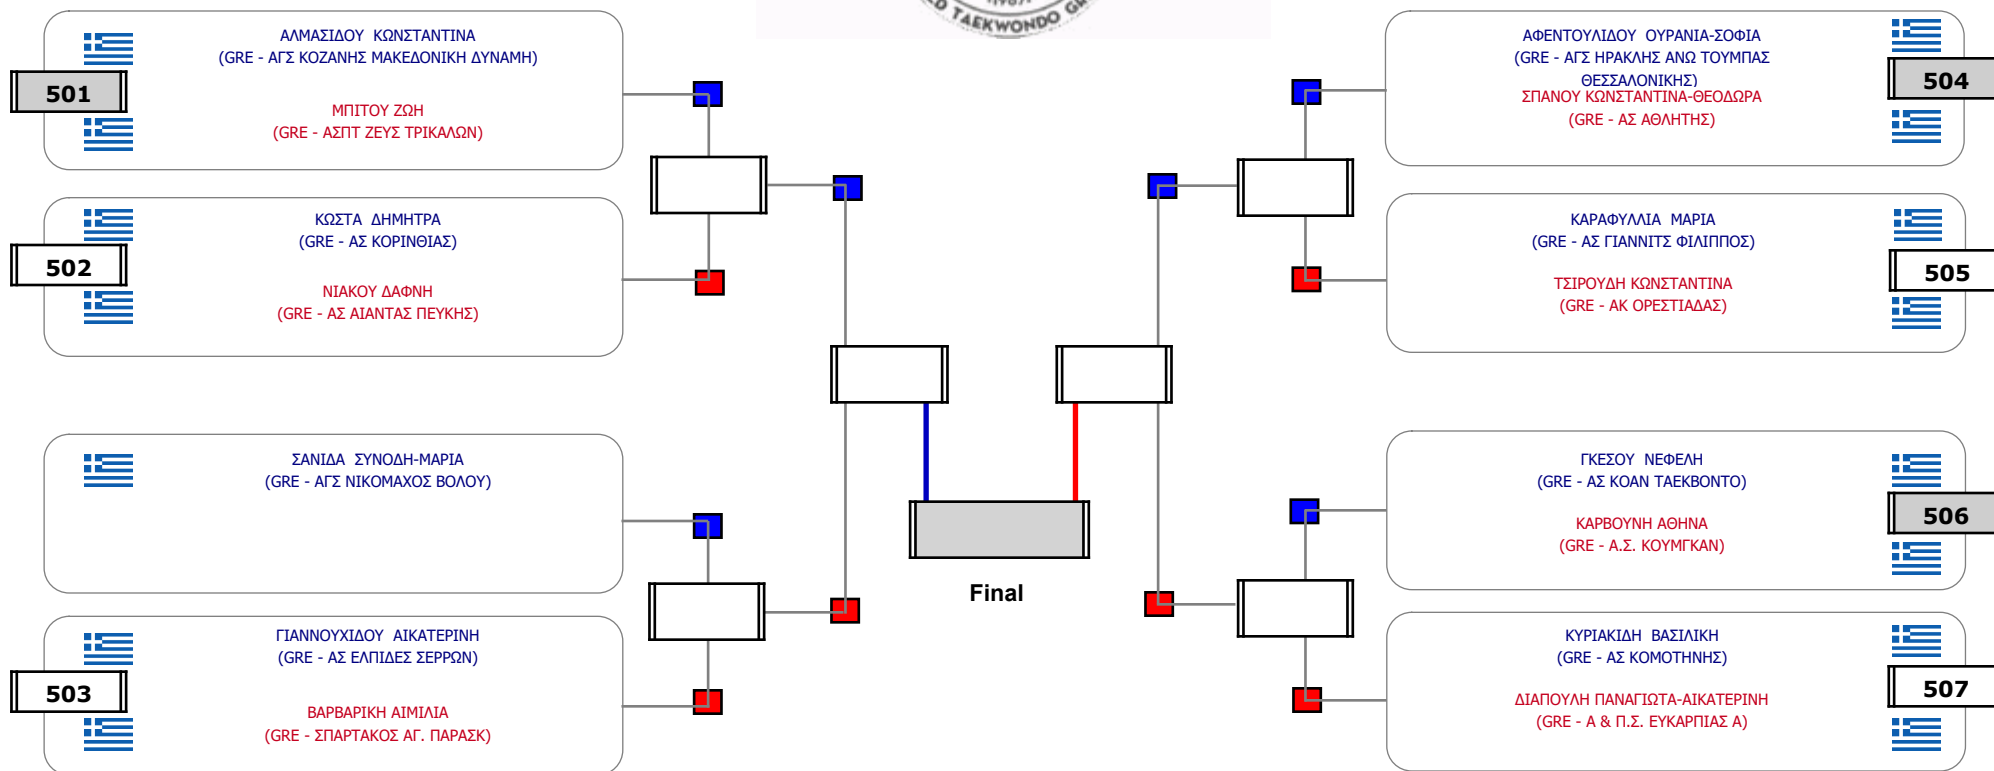 TAEKWONDO
501
ΑΛΜΑΣΙΔΟΥ ΚΩΝΣΤΑΝΤΙΝΑ
(GRE - ΑΓΣ ΚΟΖΑΝΗΣ ΜΑΚΕΔΟΝΙΚΗ ΔΥΝΑΜΗ)
ΜΠΙΤΟΥ ΖΩΗ
(GRE - ΑΣΠΤ ΖΕΥΣ ΤΡΙΚΑΛΩΝ)
502
ΚΩΣΤΑ ΔΗΜΗΤΡΑ
(GRE - ΑΣ ΚΟΡΙΝΘΙΑΣ)
ΝΙΑΚΟΥ ΔΑΦΝΗ
(GRE - ΑΣ ΑΙΑΝΤΑΣ ΠΕΥΚΗΣ)
ΣΑΝΙΔΑ ΣΥΝΟΔΗ-ΜΑΡΙΑ
(GRE - ΑΓΣ ΝΙΚΟΜΑΧΟΣ ΒΟΛΟΥ)
503
ΓΙΑΝΝΟΥΧΙΔΟΥ ΑΙΚΑΤΕΡΙΝΗ
(GRE - ΑΣ ΕΛΠΙΔΕΣ ΣΕΡΡΩΝ)
ΒΑΡΒΑΡΙΚΗ ΑΙΜΙΛΙΑ
(GRE - ΣΠΑΡΤΑΚΟΣ ΑΓ. ΠΑΡΑΣΚ)
Final
ΑΦΕΝΤΟΥΛΙΔΟΥ ΟΥΡΑΝΙΑ-ΣΟΦΙΑ
(GRE - ΑΓΣ ΗΡΑΚΛΗΣ ΑΝΩ ΤΟΥΜΠΑΣ
ΘΕΣΣΑΛΟΝΙΚΗΣ)
ΣΠΑΝΟΥ ΚΩΝΣΤΑΝΤΙΝΑ-ΘΕΟΔΩΡΑ
(GRE - ΑΣ ΑΘΛΗΤΗΣ)
504
ΚΑΡΑΦΥΛΛΙΑ ΜΑΡΙΑ
(GRE - ΑΣ ΓΙΑΝΝΙΤΣ ΦΙΛΙΠΠΟΣ)
ΤΣΙΡΟΥΔΗ ΚΩΝΣΤΑΝΤΙΝΑ
(GRE - ΑΚ ΟΡΕΣΤΙΑΔΑΣ)
505
ΓΚΕΣΟΥ ΝΕΦΕΛΗ
(GRE - ΑΣ ΚΟΑΝ ΤΑΕΚΒΟΝΤΟ)
ΚΑΡΒΟΥΝΗ ΑΘΗΝΑ
(GRE - Α.Σ. ΚΟΥΜΓΚΑΝ)
506
ΚΥΡΙΑΚΙΔΗ ΒΑΣΙΛΙΚΗ
(GRE - ΑΣ ΚΟΜΟΤΗΝΗΣ)
ΔΙΑΠΟΥΛΗ ΠΑΝΑΓΙΩΤΑ-ΑΙΚΑΤΕΡΙΝΗ
(GRE - Α & Π.Σ. ΕΥΚΑΡΠΙΑΣ Α)
507